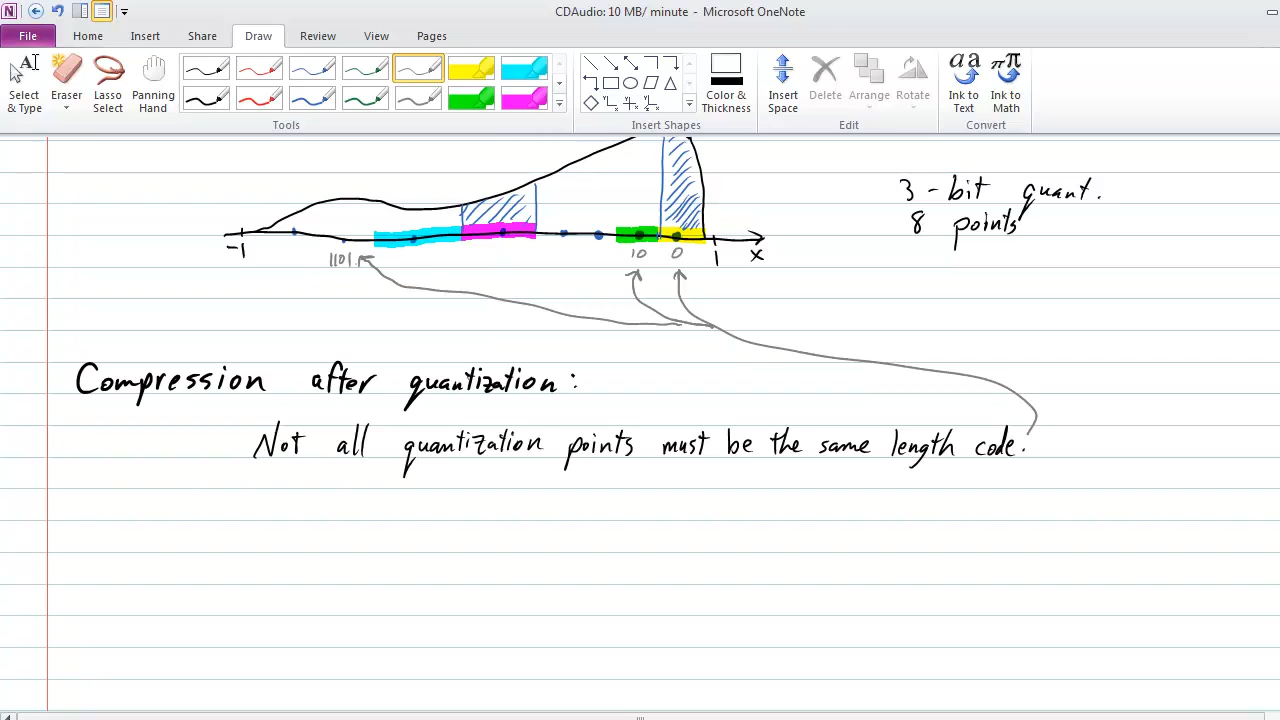 CDAudio: 10 MB/ minute - Microsoft OneNote
File Home Insert Share Draw Review View Pages
Select & Type Eraser Lasso Select Panning Hand Color & Thickness Insert Space Delete Arrange Rotate Ink to Text Ink to Math
Tools Insert Shapes Edit Convert
3-bit quant.
8 points
-1 1101 10 0 1 x
Compression after quantization:
Not all quantization points must be the same length code.